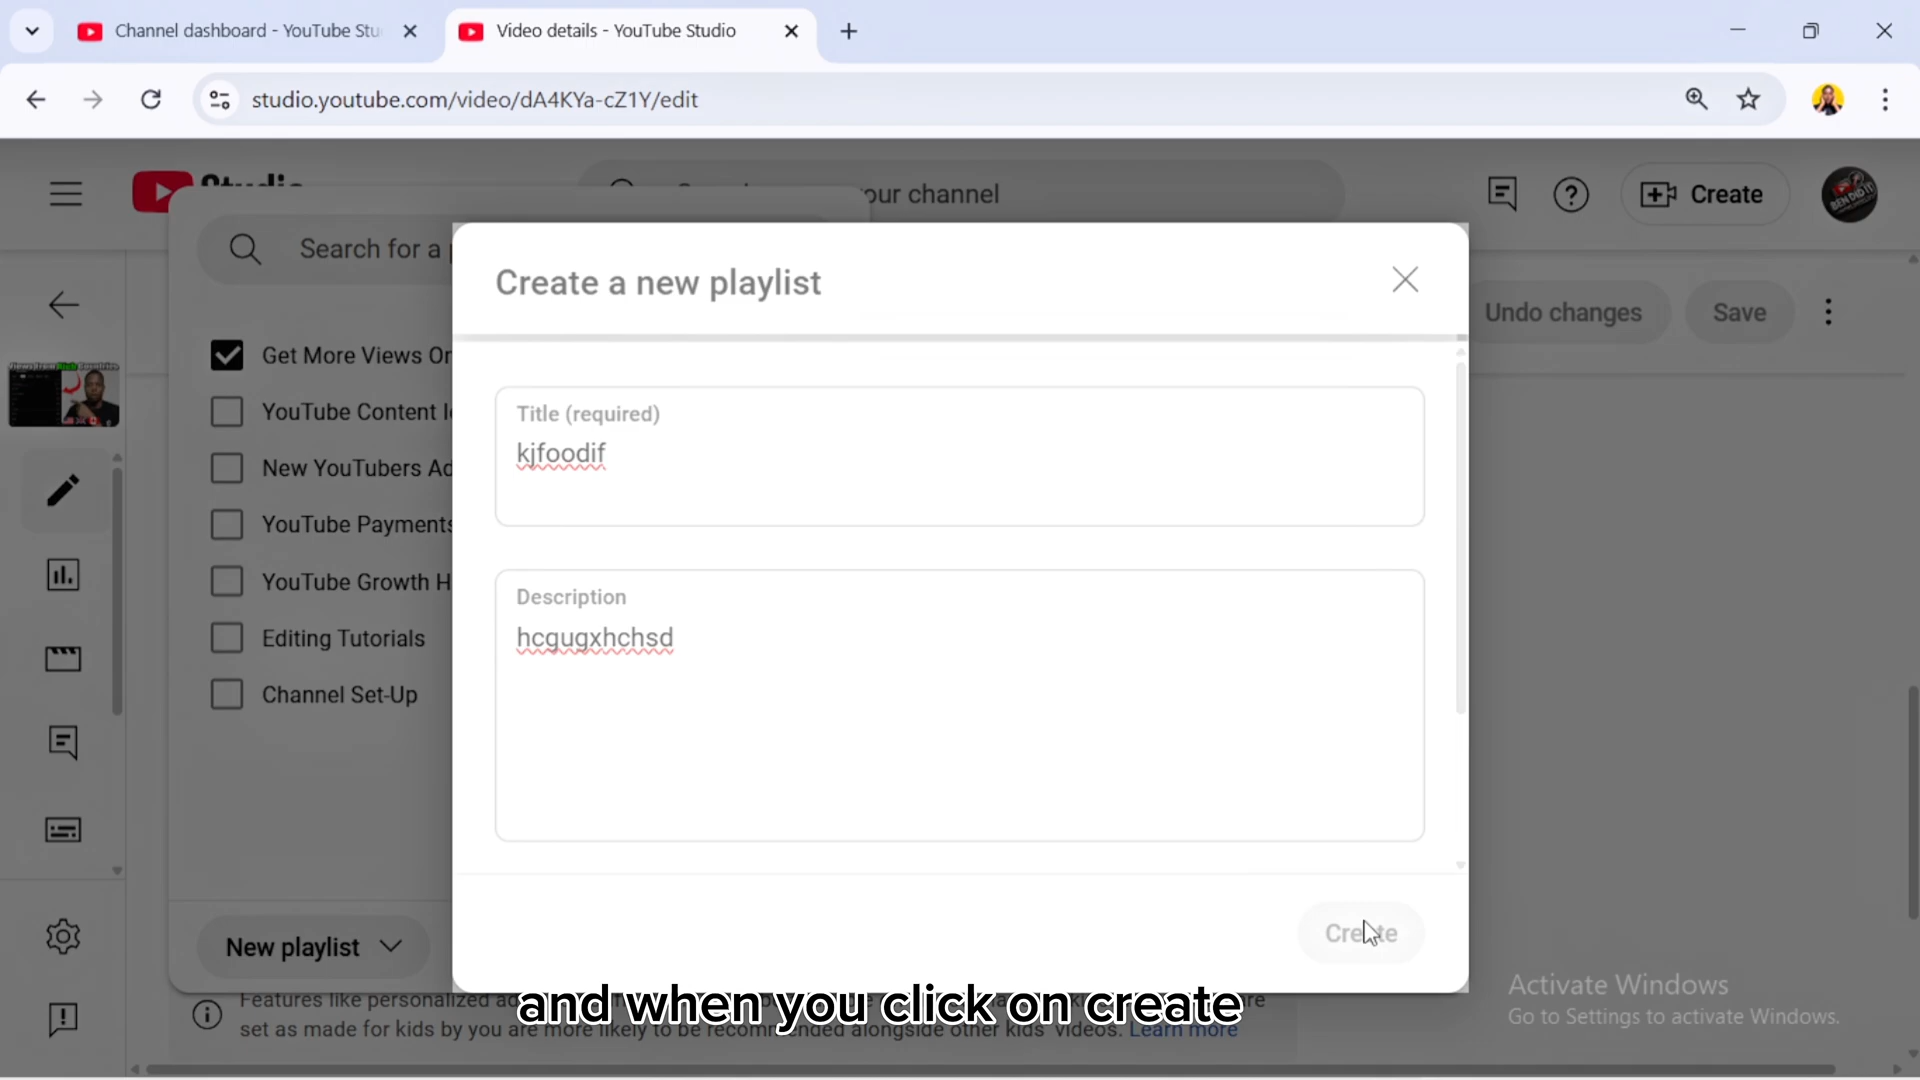 Channel dashboard - YouTube Stu
Video details - YouTube Studio
studio.youtube.com/video/dA4KYa-cZ1Y/edit
Studio
our channel
Create
Search for a
Create a new playlist
Undo changes
Save
Get More Views On
YouTube Content
New YouTubers Ad
YouTube Payments
YouTube Growth H
Editing Tutorials
Channel Set-Up
Title (required)
kjfoodif
Description
hcgugxhchsd
New playlist
Create
and when you click on create
Features like personalized
set as made for kids by you are more likely to be recommended alongside other kids' videos. Learn more
Activate Windows
Go to Settings to activate Windows.